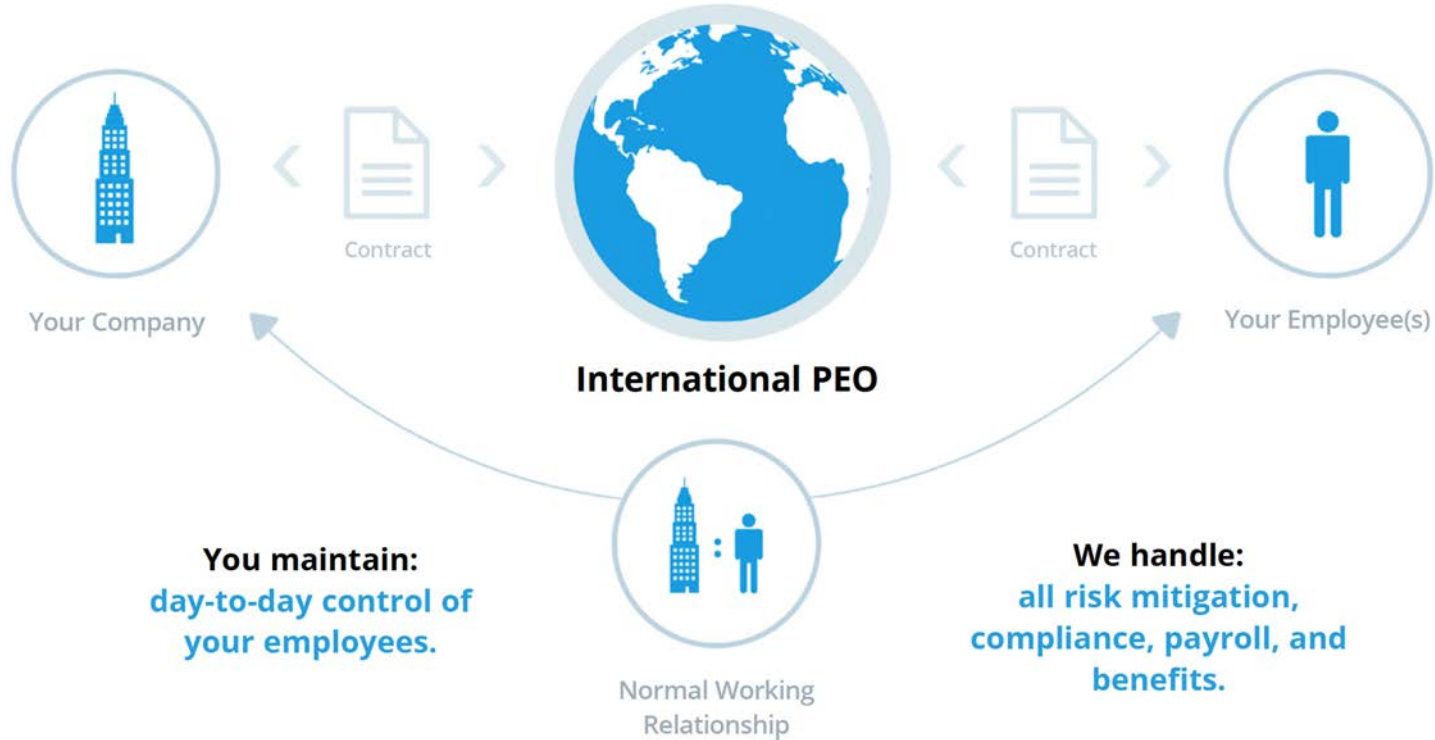 Contract
Contract
Your Company
Your Employee(s)
International PEO
You maintain:
day-to-day control of
your employees.
:
We handle:
all risk mitigation,
compliance, payroll, and
benefits.
Normal Working
Relationship